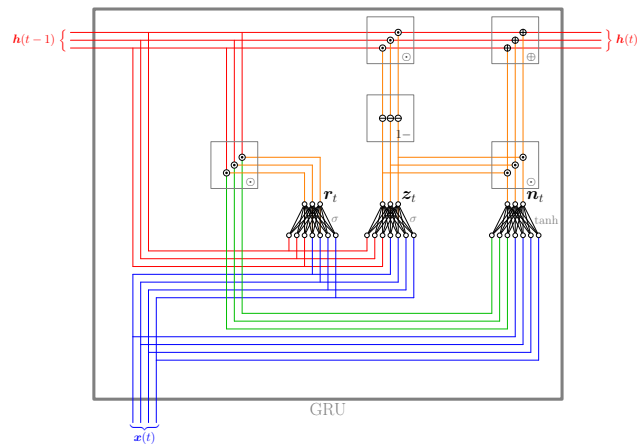 h(t−1) { } h(t)
⊙ ⊕
1−
⊙ ⊙
r_t z_t n_t
σ σ tanh
GRU
x(t)